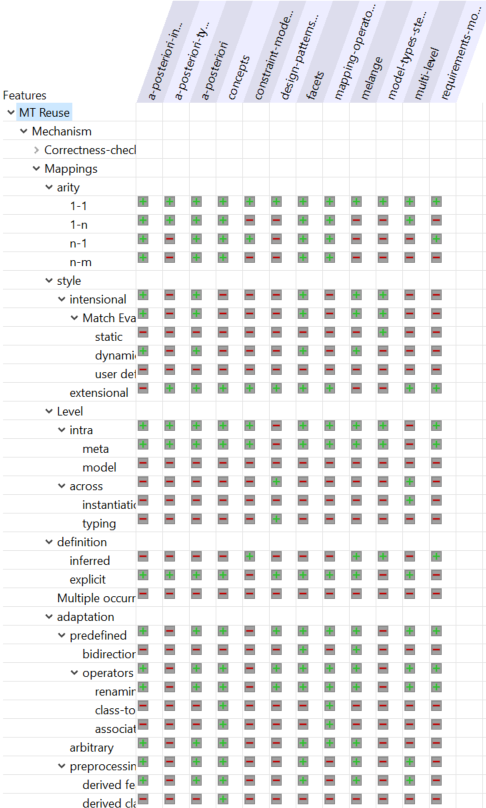 a-posteriori-in...
a-posteriori-ty...
a-posteriori
concepts
constraint-mode...
design-patterns...
facets
mapping-operato...
melange
model-types-ste...
multi-level
requirements-mo...
Features
MT Reuse
Mechanism
Correctness-checl
Mappings
arity
1-1
1-n
n-1
n-m
style
intensional
Match Eva
static
dynami
user def
extensional
Level
intra
meta
model
across
instantiatio
typing
definition
inferred
explicit
Multiple occurr
adaptation
predefined
bidirection
operators
renamin
class-to
associat
arbitrary
preprocessin
derived fe
derived cla